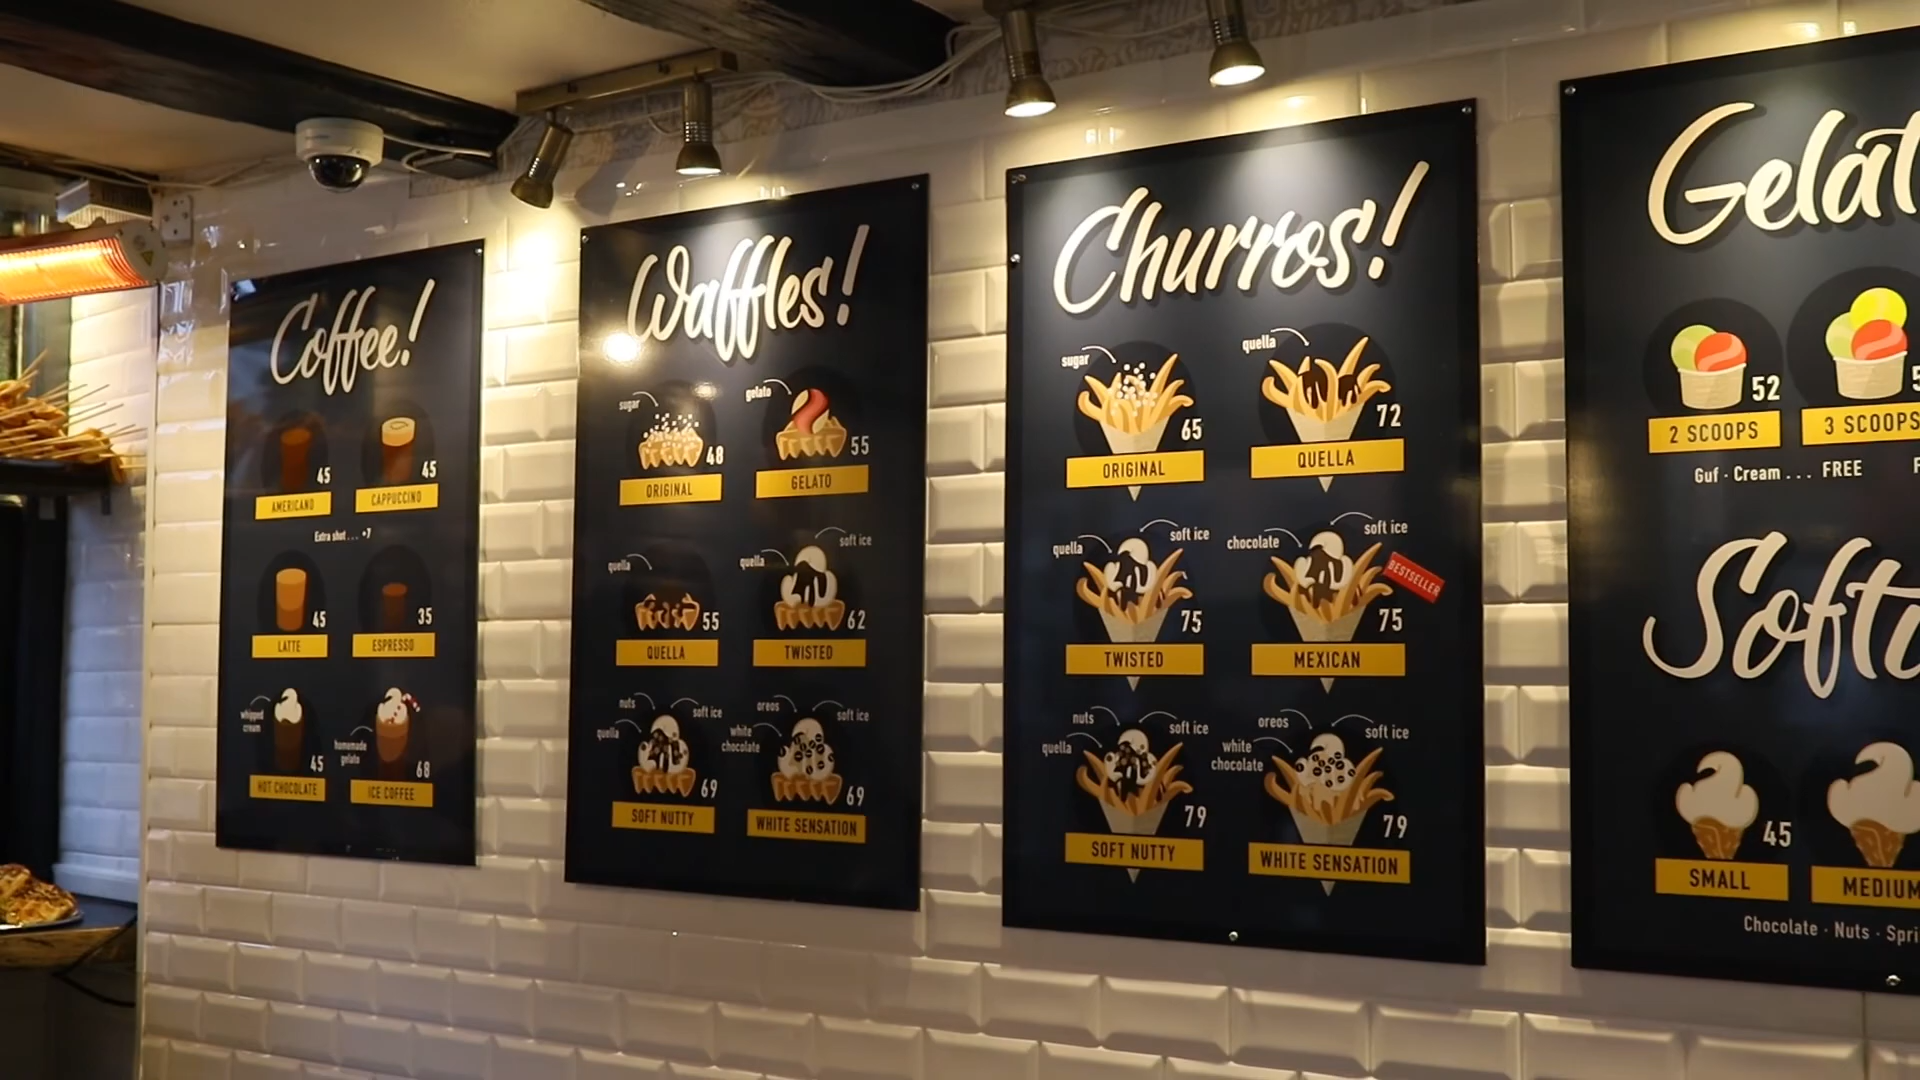 Coffee!
45
45
AMERICANO
CAPPUCCINO
Extra shot . . . +7
45
35
LATTE
ESPRESSO
whipped
cream
homemade
gelato
45
68
HOT CHOCOLATE
ICE COFFEE
Waffles!
sugar
gelato
48
55
ORIGINAL
GELATO
quella
quella
soft ice
55
62
QUELLA
TWISTED
nuts
soft ice
quella
oreos
soft ice
white
chocolate
69
69
SOFT NUTTY
WHITE SENSATION
Churros!
sugar
quella
65
72
ORIGINAL
QUELLA
quella
soft ice
chocolate
soft ice
BESTSELLER
75
75
TWISTED
MEXICAN
nuts
soft ice
quella
oreos
soft ice
white
chocolate
79
79
SOFT NUTTY
WHITE SENSATION
Gelat
52
5
2 SCOOPS
3 SCOOPS
Guf · Cream . . . FREE
F
Soft
45
SMALL
MEDIUM
Chocolate · Nuts · Spri